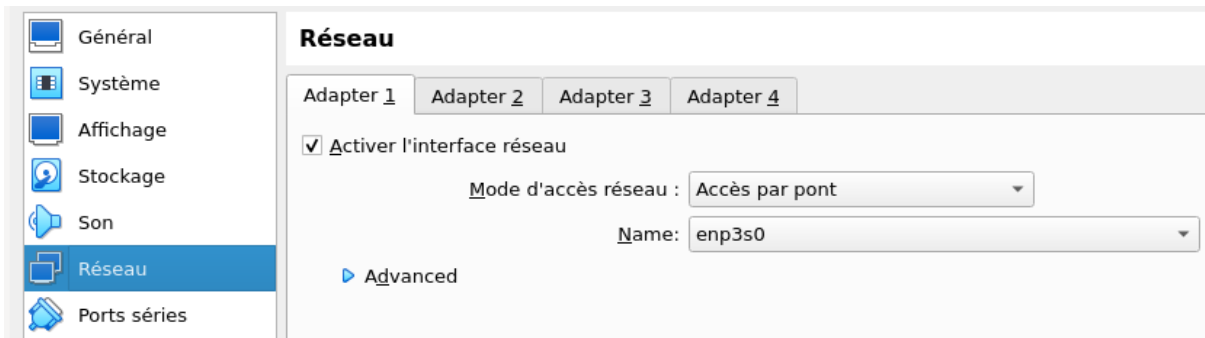 Général
Système
Affichage
Stockage
Son
Réseau
Ports séries
Réseau
Adapter 1 Adapter 2 Adapter 3 Adapter 4
Activer l'interface réseau
Mode d'accès réseau : Accès par pont
Name: enp3s0
Advanced